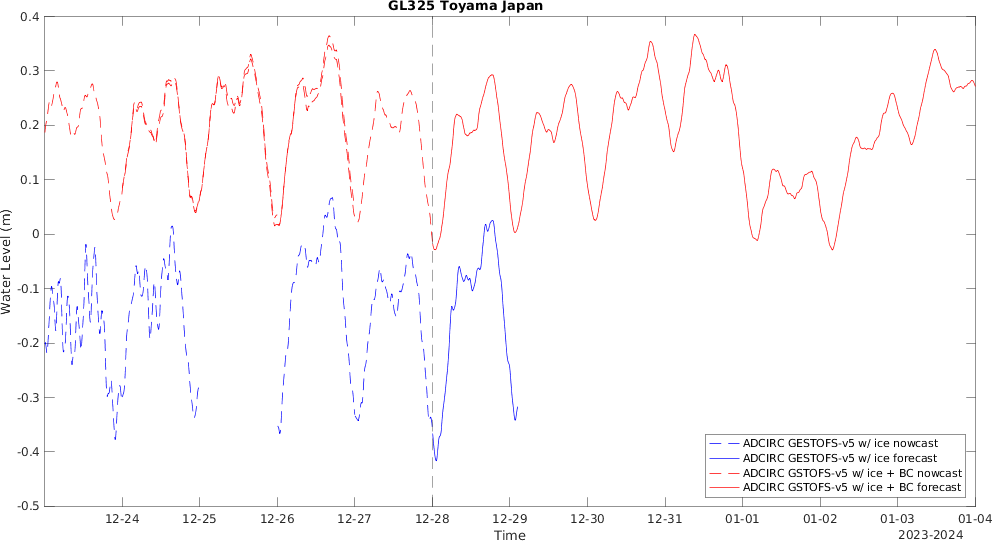 GL325 Toyama Japan
0.4
0.3
0.2
0.1
0
-0.1
-0.2
-0.3
-0.4
-0.5
Water Level (m)
ADCIRC GESTOFS-v5 w/ ice nowcast
ADCIRC GESTOFS-v5 w/ ice forecast
ADCIRC GSTOFS-v5 w/ ice + BC nowcast
ADCIRC GSTOFS-v5 w/ ice + BC forecast
12-24 12-25 12-26 12-27 12-28 12-29 12-30 12-31 01-01 01-02 01-03 01-04
Time
2023-2024